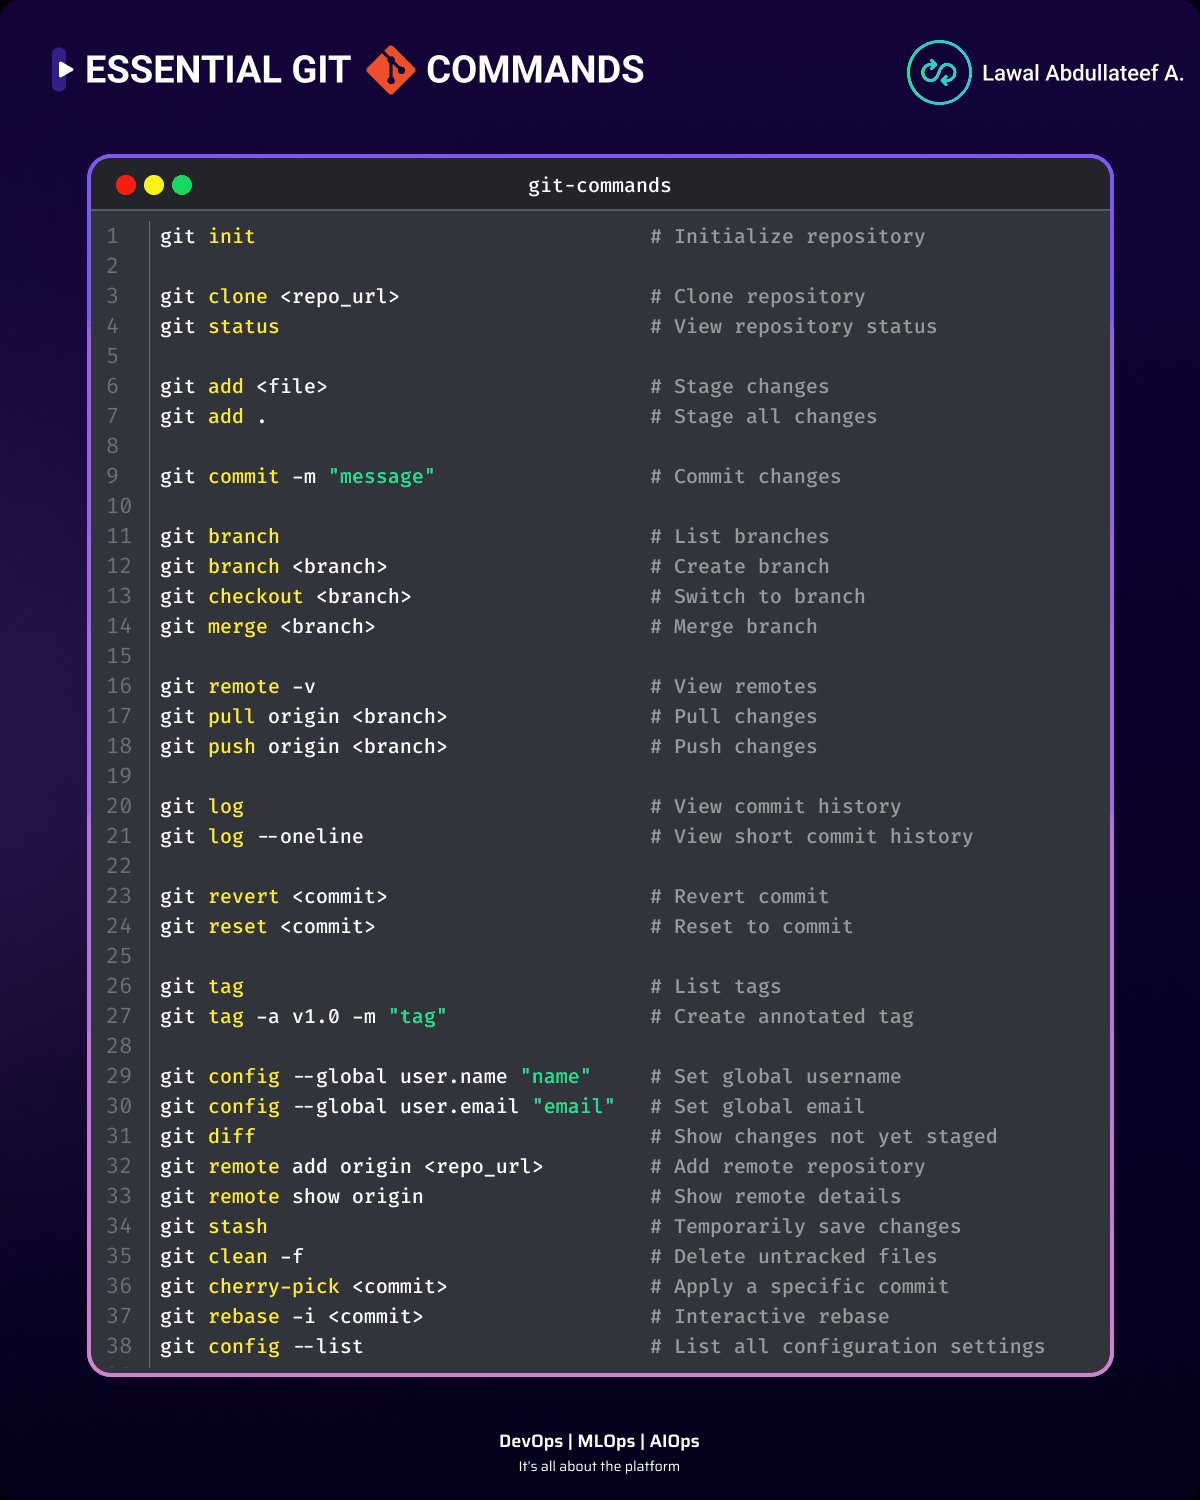 ESSENTIAL GIT COMMANDS
Lawal Abdullateef A.
git-commands
1 git init # Initialize repository
2
3 git clone <repo_url> # Clone repository
4 git status # View repository status
5
6 git add <file> # Stage changes
7 git add . # Stage all changes
8
9 git commit -m "message" # Commit changes
10
11 git branch # List branches
12 git branch <branch> # Create branch
13 git checkout <branch> # Switch to branch
14 git merge <branch> # Merge branch
15
16 git remote -v # View remotes
17 git pull origin <branch> # Pull changes
18 git push origin <branch> # Push changes
19
20 git log # View commit history
21 git log --oneline # View short commit history
22
23 git revert <commit> # Revert commit
24 git reset <commit> # Reset to commit
25
26 git tag # List tags
27 git tag -a v1.0 -m "tag" # Create annotated tag
28
29 git config --global user.name "name" # Set global username
30 git config --global user.email "email" # Set global email
31 git diff # Show changes not yet staged
32 git remote add origin <repo_url> # Add remote repository
33 git remote show origin # Show remote details
34 git stash # Temporarily save changes
35 git clean -f # Delete untracked files
36 git cherry-pick <commit> # Apply a specific commit
37 git rebase -i <commit> # Interactive rebase
38 git config --list # List all configuration settings
DevOps | MLOps | AIOps
It's all about the platform